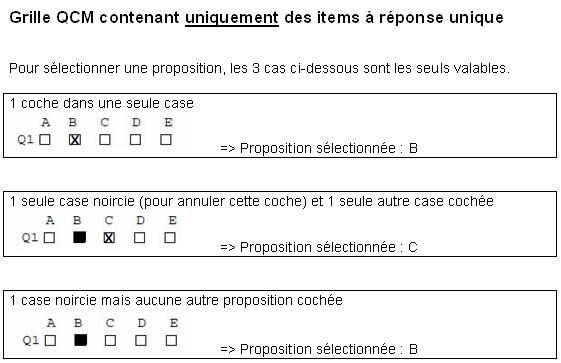 Grille QCM contenant uniquement des items à réponse unique
Pour sélectionner une proposition, les 3 cas ci-dessous sont les seuls valables.
1 coche dans une seule case
A B C D E
Q1 X
=> Proposition sélectionnée : B
1 seule case noircie (pour annuler cette coche) et 1 seule autre case cochée
A B C D E
Q1 X
=> Proposition sélectionnée : C
1 case noircie mais aucune autre proposition cochée
A B C D E
Q1
=> Proposition sélectionnée : B